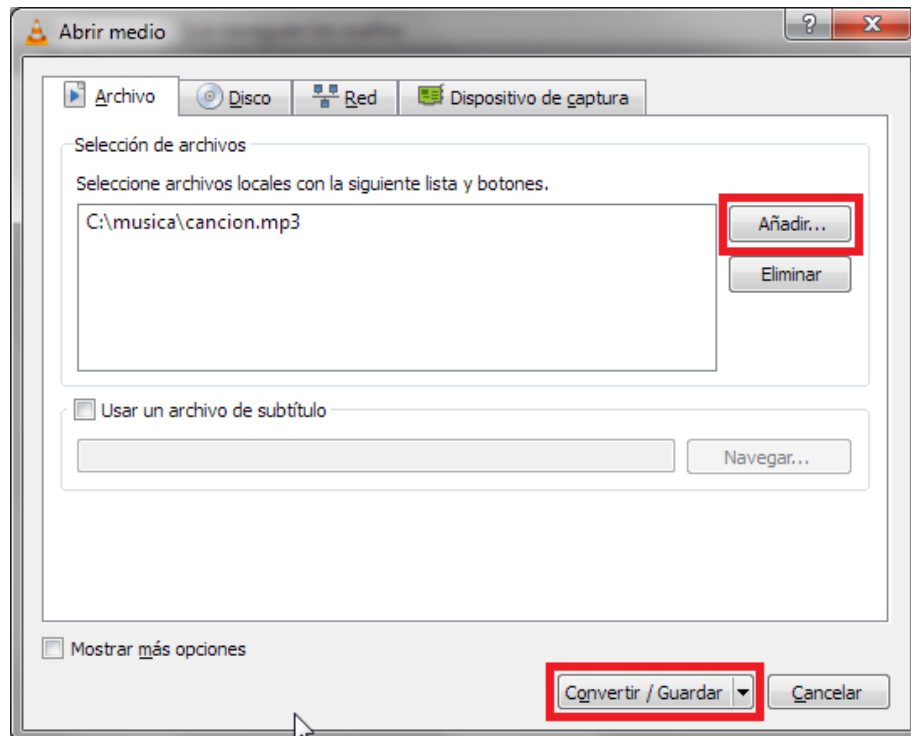 Abrir medio
Archivo Disco Red Dispositivo de captura
Selección de archivos
Seleccione archivos locales con la siguiente lista y botones.
C:\musica\cancion.mp3
Añadir...
Eliminar
Usar un archivo de subtítulo
Navegar...
Mostrar más opciones
Convertir / Guardar Cancelar